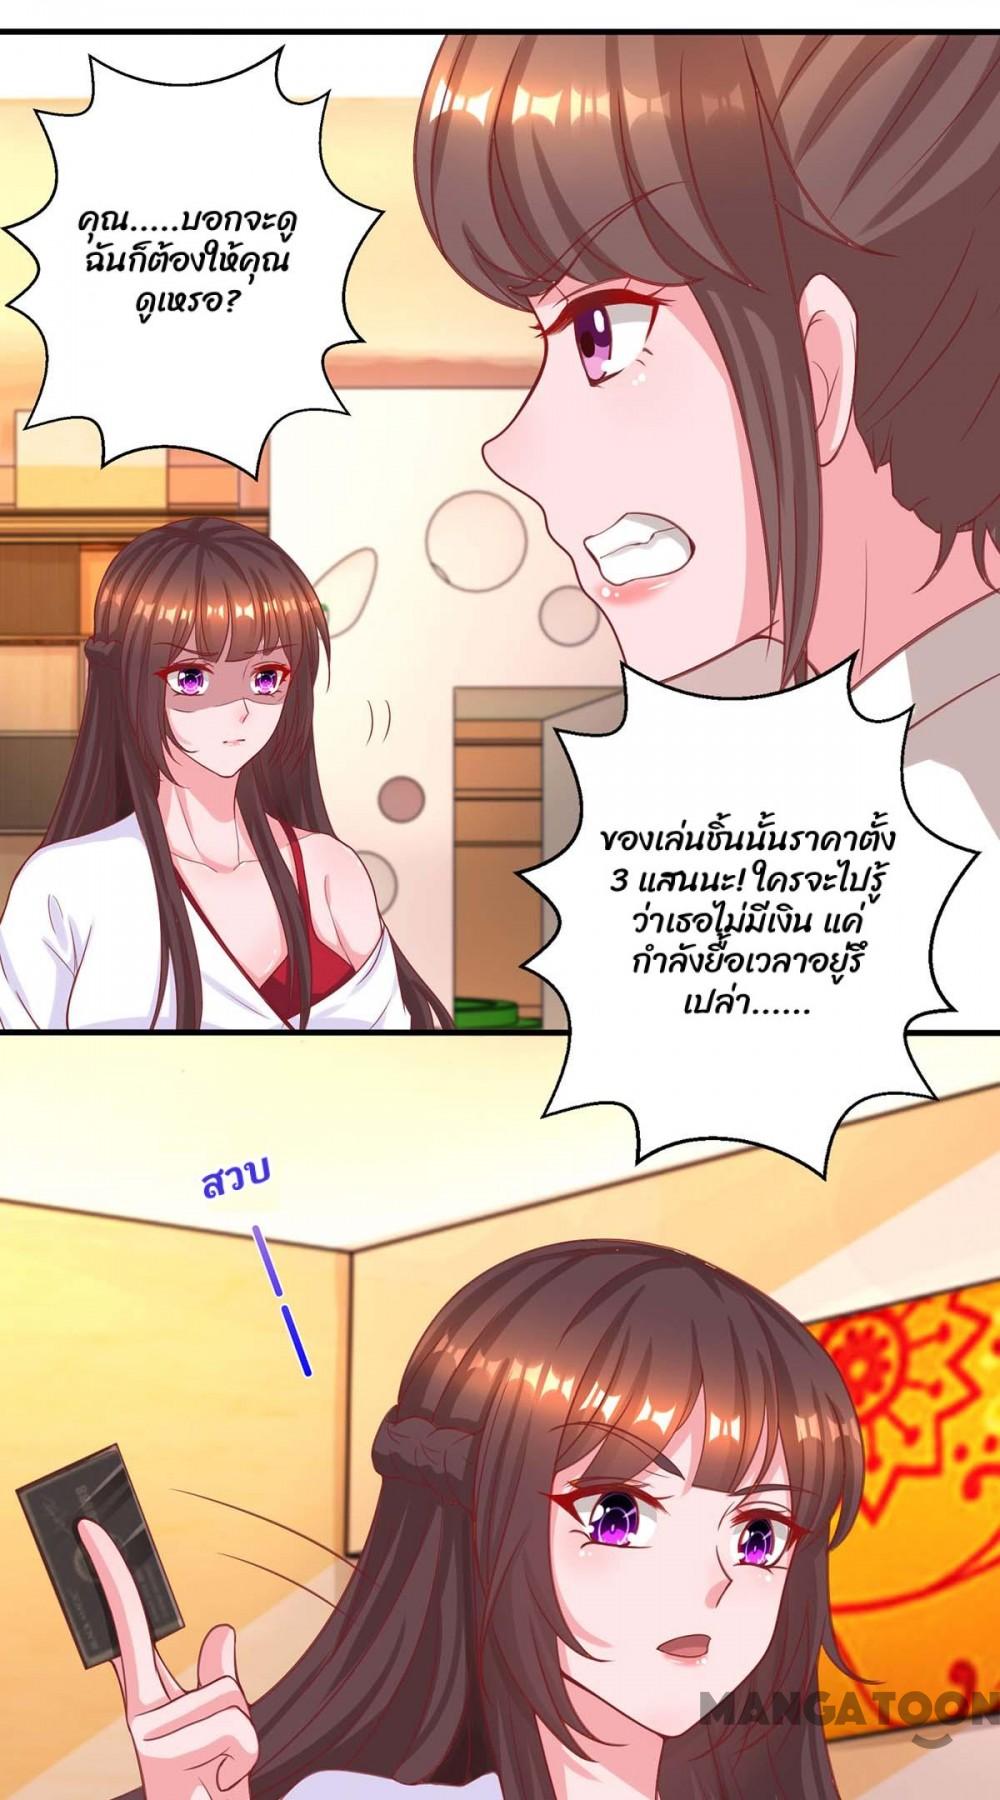 คุณ.....บอกจะดู
ฉันก็ต้องให้คุณ
ดูเหรอ?
ของเล่นชิ้นนั้นราคาตั้ง
3 แสนนะ! ใครจะไปรู้
ว่าเธอไม่มีเงิน แค่
กำลังยื้อเวลาอยู่รึ
เปล่า......
สวบ
MANGATOON